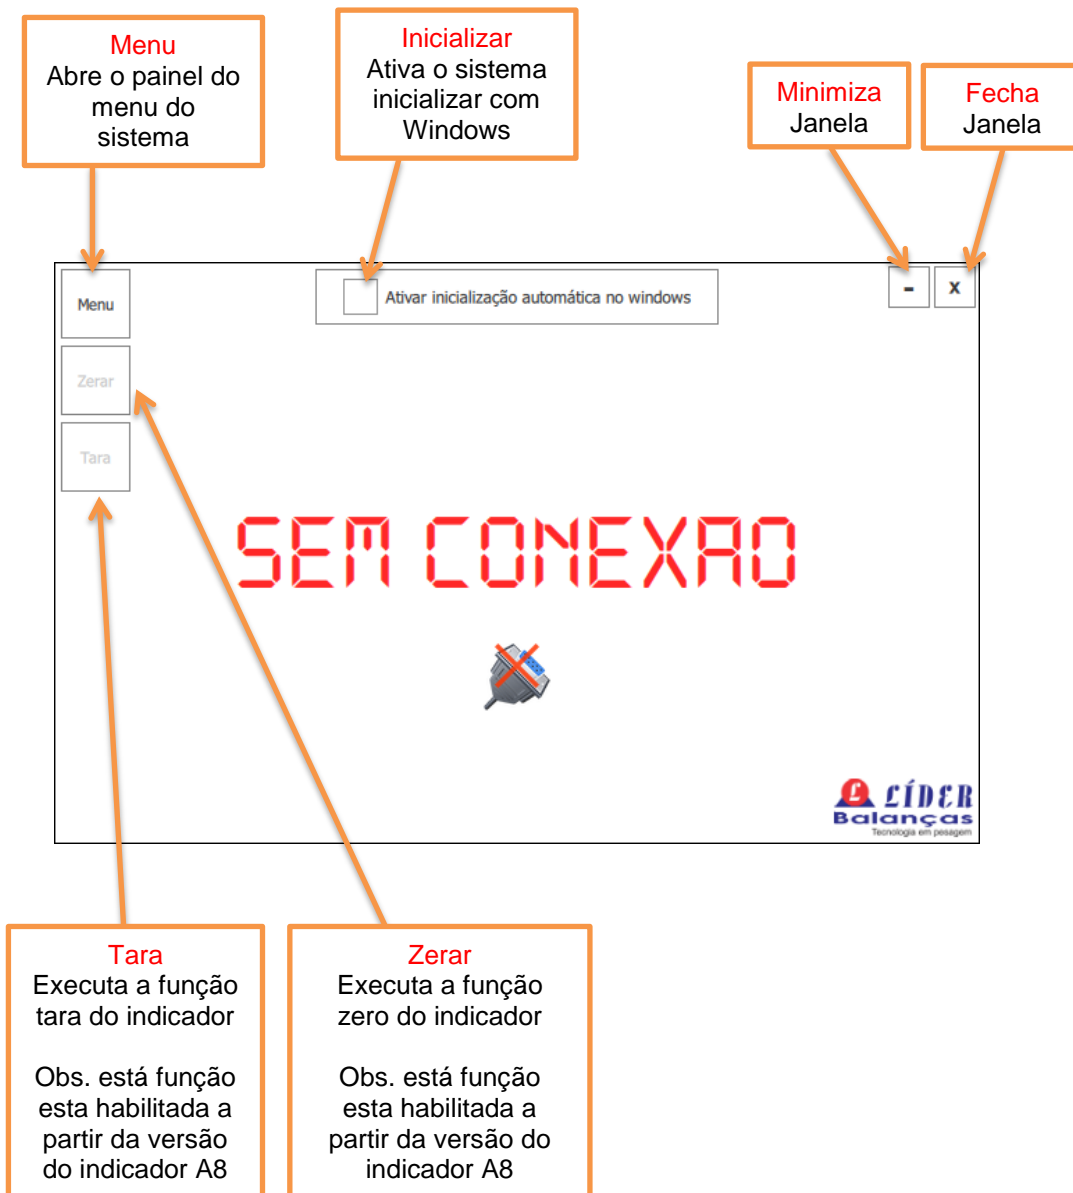 Menu
Abre o painel do
menu do
sistema
Inicializar
Ativa o sistema
inicializar com
Windows
Minimiza
Janela
Fecha
Janela
Menu
Ativar inicialização automática no windows
-
x
Zerar
Tara
SEM CONEXAO
L LÍDER
Balanças
Tecnologia em pesagem
Tara
Executa a função
tara do indicador
Obs. está função
esta habilitada a
partir da versão
do indicador A8
Zerar
Executa a função
zero do indicador
Obs. está função
esta habilitada a
partir da versão do
indicador A8